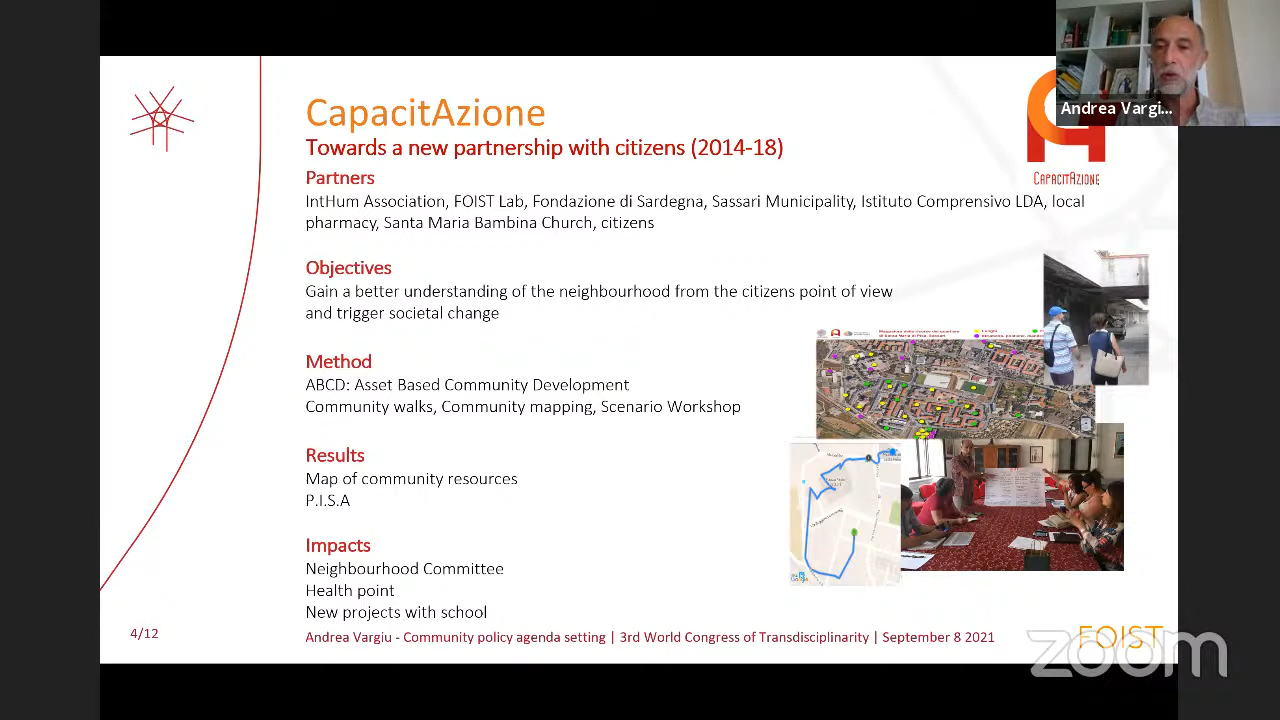 CapacitAzione
Towards a new partnership with citizens (2014-18)
Partners
IntHum Association, FOIST Lab, Fondazione di Sardegna, Sassari Municipality, Istituto Comprensivo LDA, local
pharmacy, Santa Maria Bambina Church, citizens
Objectives
Gain a better understanding of the neighbourhood from the citizens point of view
and trigger societal change
Method
ABCD: Asset Based Community Development
Community walks, Community mapping, Scenario Workshop
Results
Map of community resources
P.I.S.A
Impacts
Neighbourhood Committee
Health point
New projects with school
4/12
Andrea Vargiu - Community policy agenda setting | 3rd World Congress of Transdisciplinarity | September 8 2021
Andrea Vargi...
CAPACITAZIONE
Google
FOIST
zoom